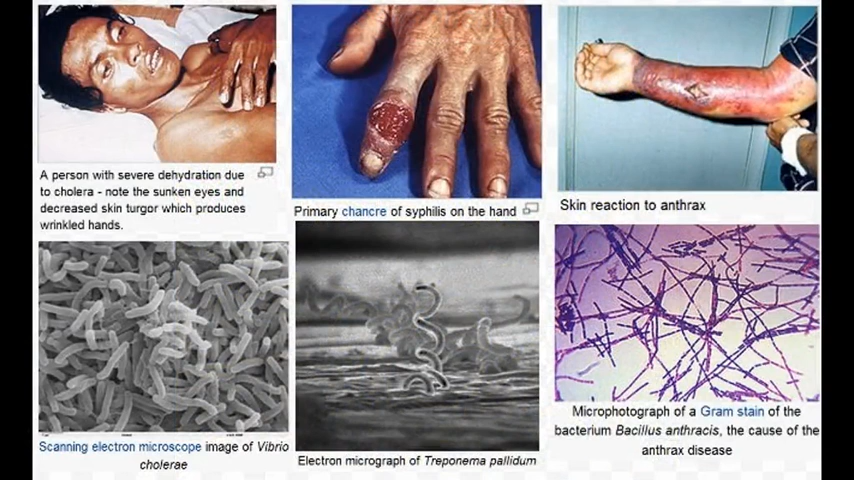 A person with severe dehydration due
to cholera - note the sunken eyes and
decreased skin turgor which produces
wrinkled hands.
Primary chancre of syphilis on the hand
Skin reaction to anthrax
Scanning electron microscope image of Vibrio
cholerae
Electron micrograph of Treponema pallidum
Microphotograph of a Gram stain of the
bacterium Bacillus anthracis, the cause of the
anthrax disease